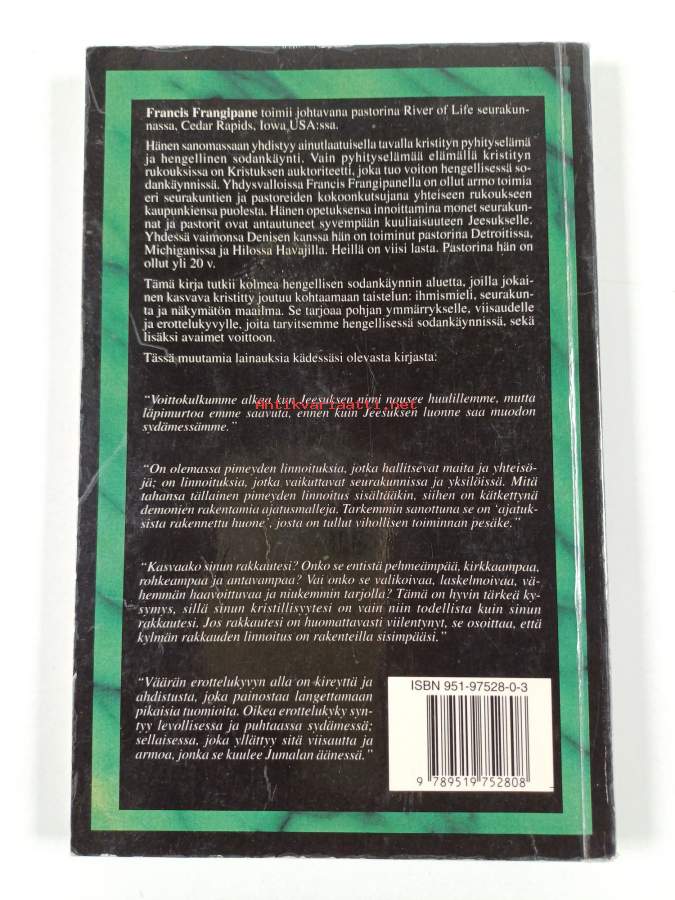 Francis Frangipane toimii johtavana pastorina River of Life seurakun-
nassa, Cedar Rapids, Iowa USA:ssa.
Hänen sanomassaan yhdistyy ainutlaatuisella tavalla kristityn pyhityselämä
ja hengellinen sodankäynti. Vain pyhityselämää elämällä kristityn
rukouksissa on Kristuksen auktoriteetti, joka tuo voiton hengellisessä so-
dankäynnissä. Yhdysvalloissa Francis Frangipanella on ollut armo toimia
eri seurakuntien ja pastoreiden kokoonkutsujana yhteiseen rukoukseen
kaupunkiensa puolesta. Hänen opetuksensa innoittamina monet seurakun-
nat ja pastorit ovat antautuneet syvempään kuuliaisuuteen Jeesukselle.
Yhdessä vaimonsa Denisen kanssa hän on toiminut pastorina Detroitissa,
Michiganissa ja Hilossa Havajilla. Heillä on viisi lasta. Pastorina hän on
ollut yli 20 v.
Tämä kirja tutkii kolmea hengellisen sodankäynnin aluetta, joilla jokai-
nen kasvava kristitty joutuu kohtaamaan taistelun: ihmismieli, seurakun-
ta ja näkymätön maailma. Se tarjoaa pohjan ymmärrykselle, viisaudelle
ja erottelukyvylle, joita tarvitsemme hengellisessä sodankäynnissä, sekä
lisäksi avaimet voittoon.
Tässä muutamia lainauksia kädessäsi olevasta kirjasta:
“Voittokulkumme alkaa kun Jeesuksen nimi nousee huulillemme, mutta
Antikvariaatti.net
läpimurtoa emme saavuta, ennen kuin Jeesuksen luonne saa muodon
sydämessämme.”
“On olemassa pimeyden linnoituksia, jotka hallitsevat maita ja yhteisö-
jä; on linnoituksia, jotka vaikuttavat seurakunnissa ja yksilöissä. Mitä
tahansa tällainen pimeyden linnoitus sisältääkin, siihen on kätkettynä
demonien rakentamia ajatusmalleja. Tarkemmin sanottuna se on ‘ajatuk-
sista rakennettu huone’, josta on tullut vihollisen toiminnan pesäke.”
“Kasvaako sinun rakkautesi? Onko se entistä pehmeämpää, kirkkaampaa,
rohkeampaa ja antavampaa? Vai onko se valikoivaa, laskelmoivaa, vä-
hemmän haavoittuvaa ja niukemmin tarjolla? Tämä on hyvin tärkeä ky-
symys, sillä sinun kristillisyytesi on vain niin todellista kuin sinun
rakkautesi. Jos rakkautesi on huomattavasti viilentynyt, se osoittaa, että
kylmän rakkauden linnoitus on rakenteilla sisimpääsi.”
“Väärän erottelukyvyn alla on kireyttä ja
ahdistusta, joka painostaa langettamaan
pikaisia tuomioita. Oikea erottelukyky syn-
tyy levollisessa ja puhtaassa sydämessä;
sellaisessa, joka yllättyy sitä viisautta ja
armoa, jonka se kuulee Jumalan äänessä.”
ISBN 951-97528-0-3
9 789519 752808